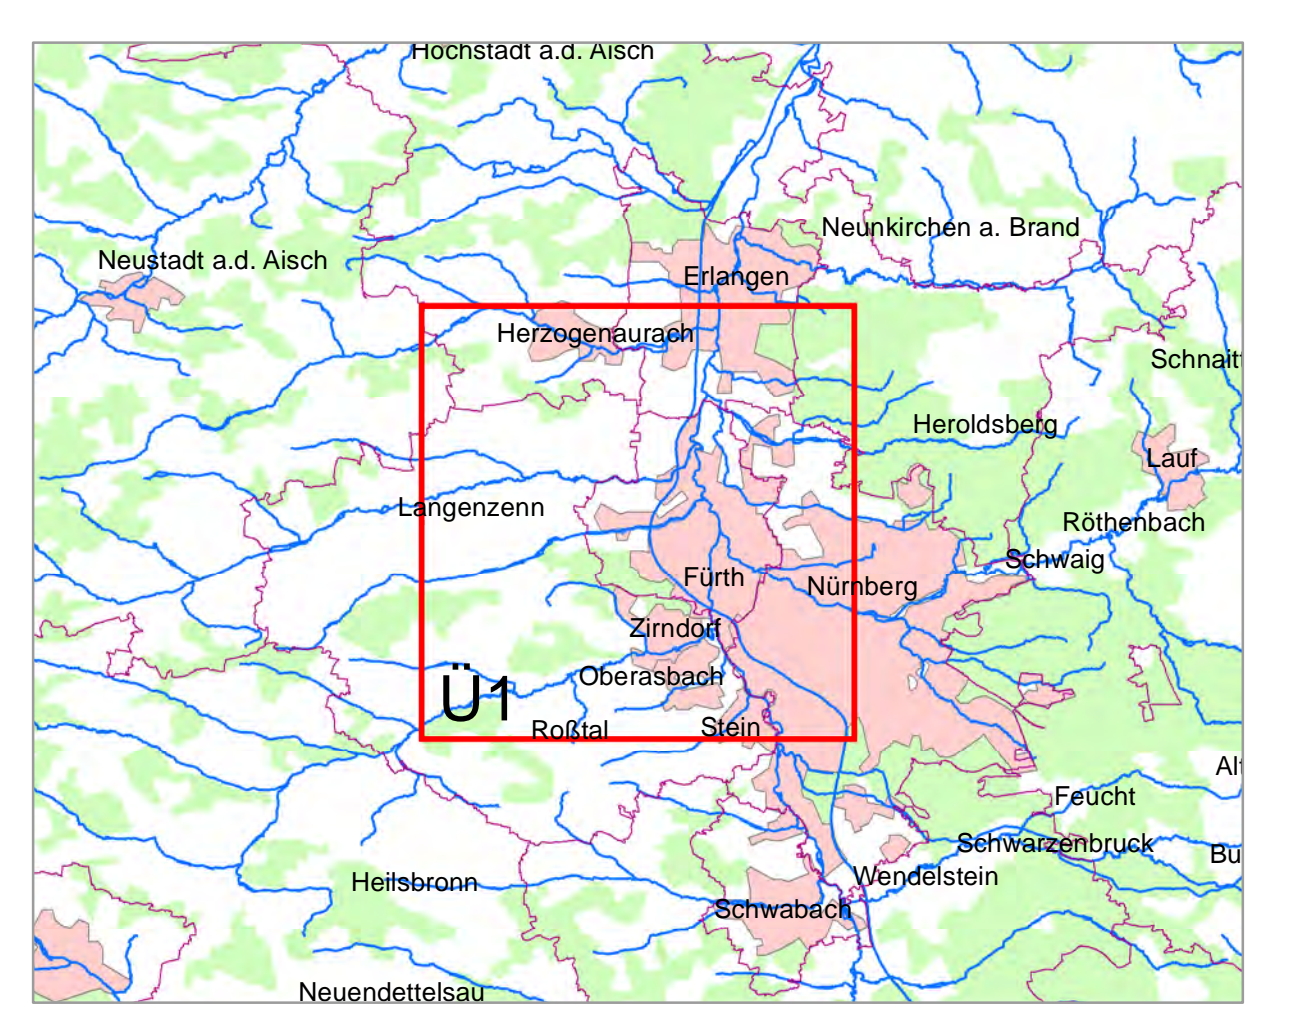 Höchstadt a.d. Aisch
Neunkirchen a. Brand
Neustadt a.d. Aisch
Erlangen
Herzogenaurach
Schnait
Heroldsberg
Lauf
Langenzenn
Röthenbach
Schwaig
Fürth
Nürnberg
Zirndorf
Oberasbach
Ü1
Roßtal
Stein
Alt
Feucht
Schwarzenbruck
Bu
Wendelstein
Heilsbronn
Schwabach
Neuendettelsau